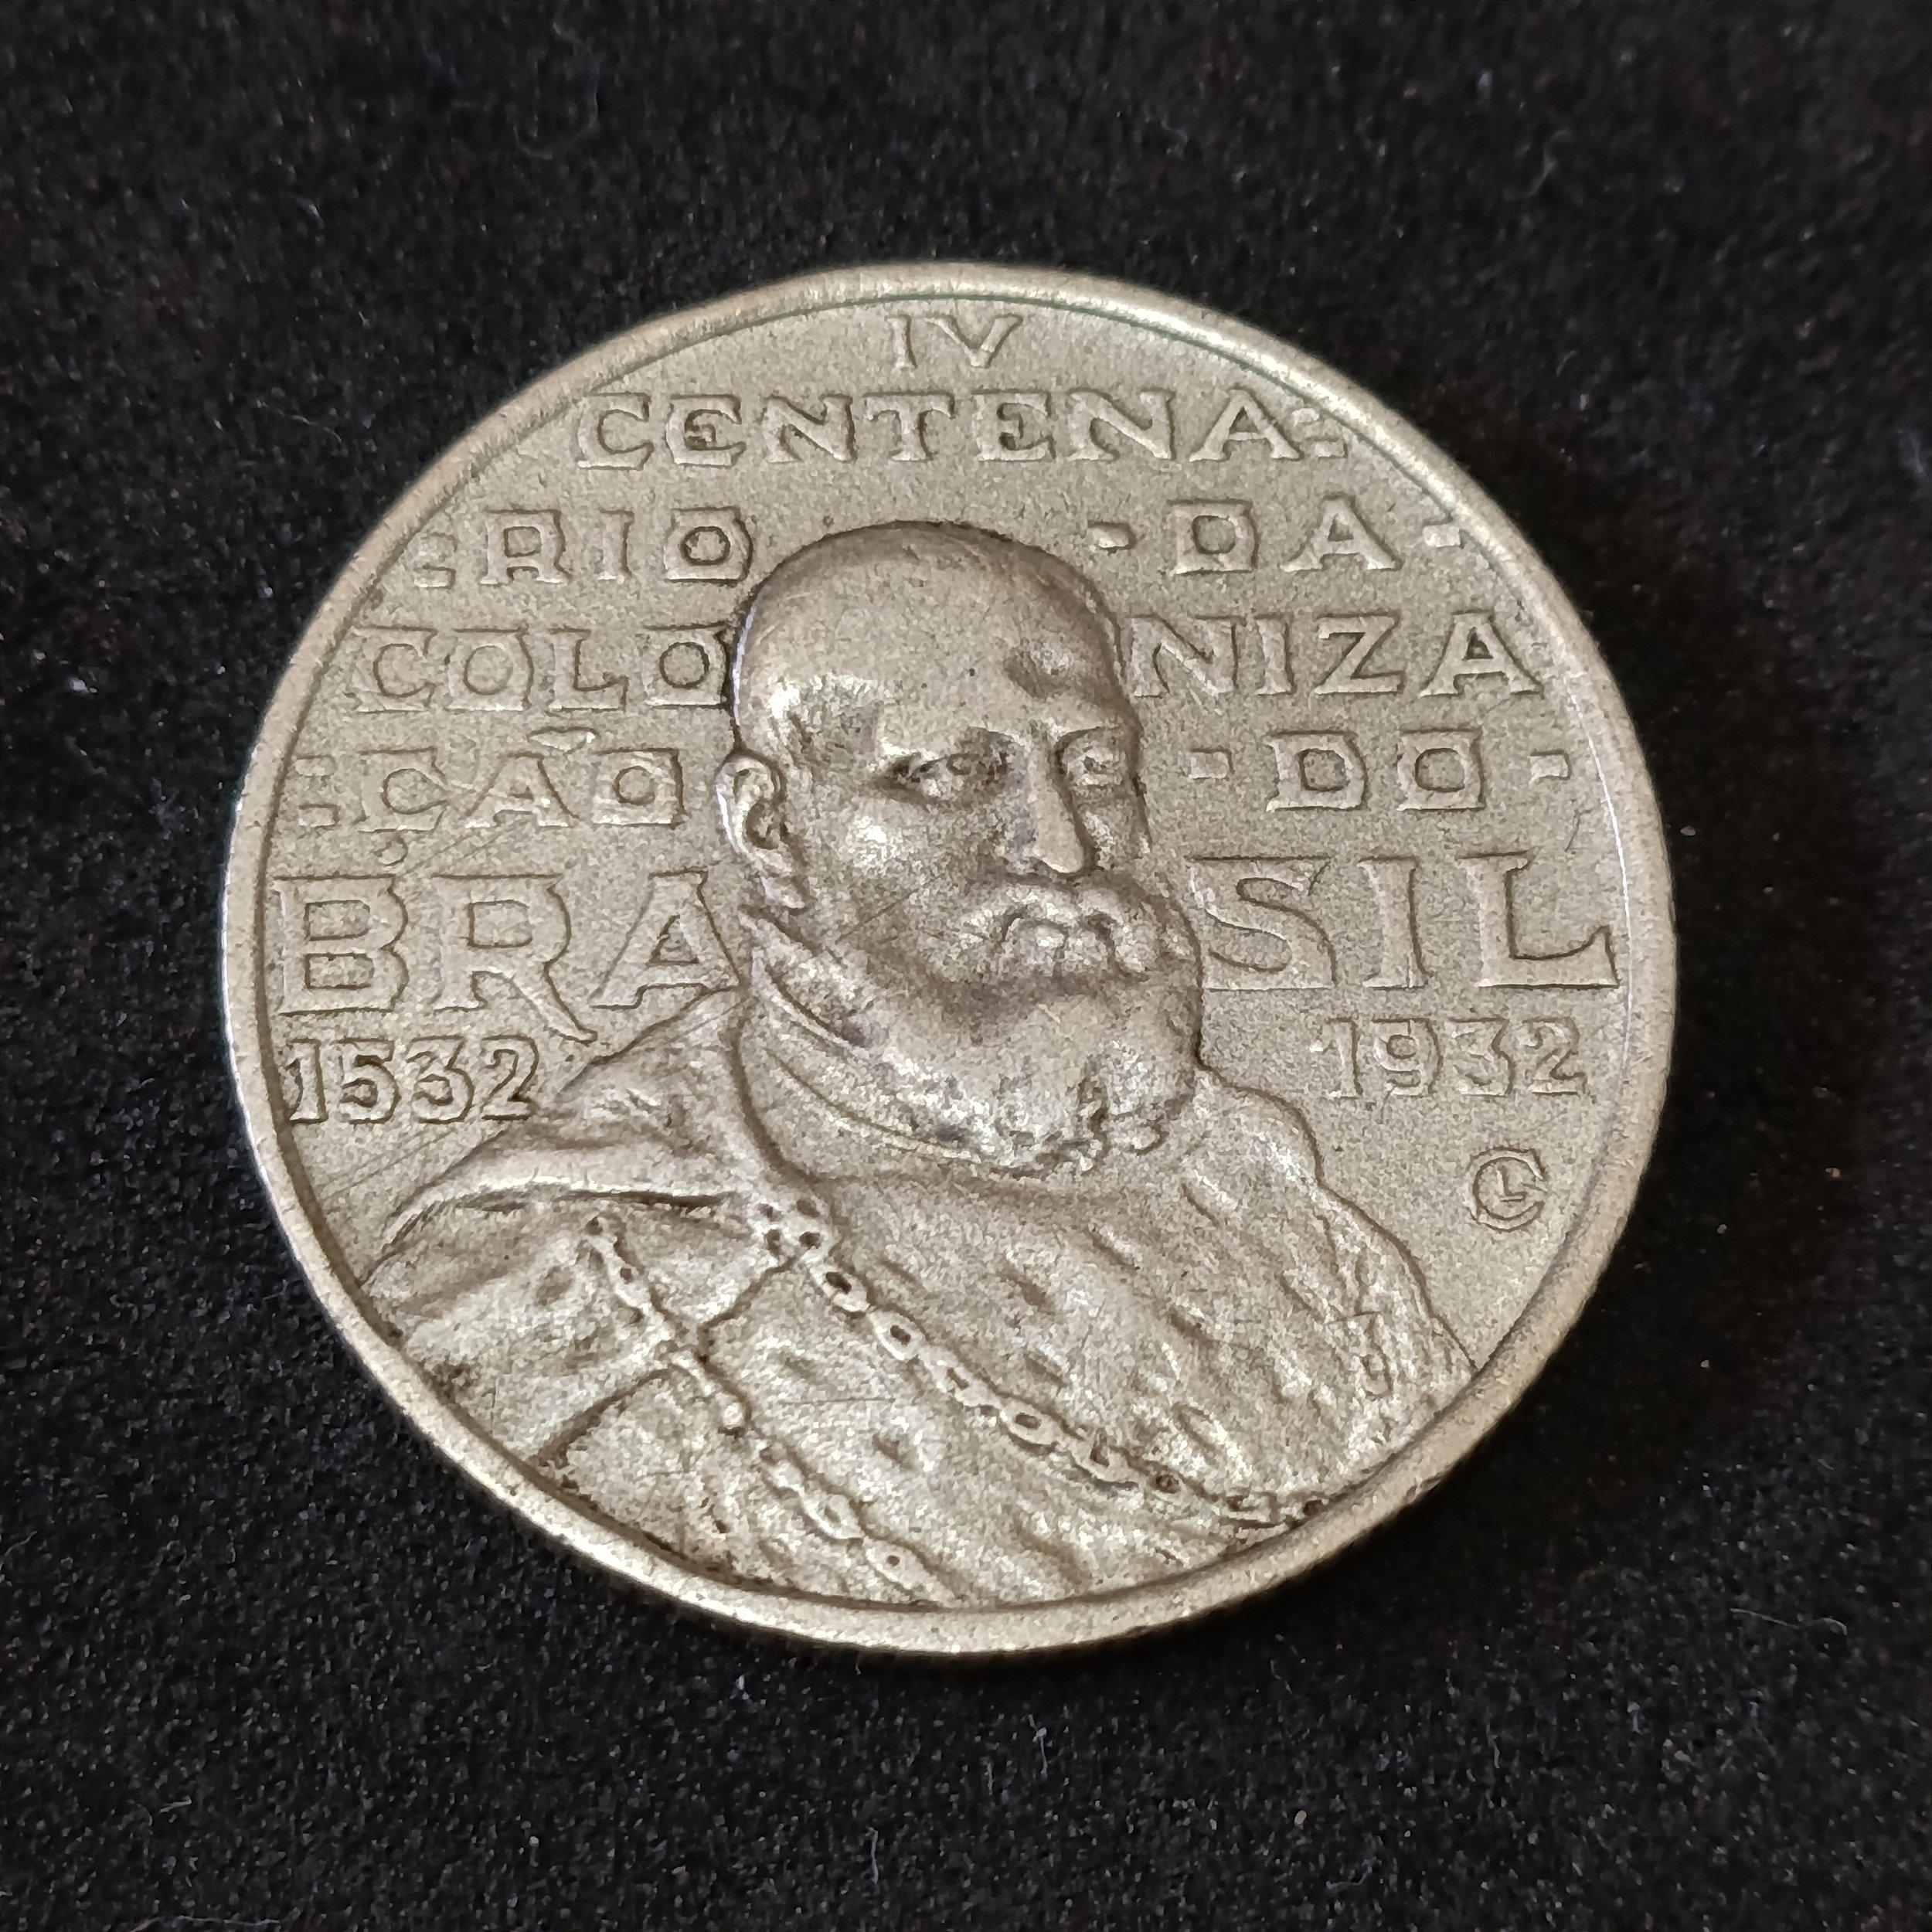 IV
CENTENA:
:RIO · DA ·
COLONIZA
:ÇÃO · DO ·
BRASIL
1532 1932